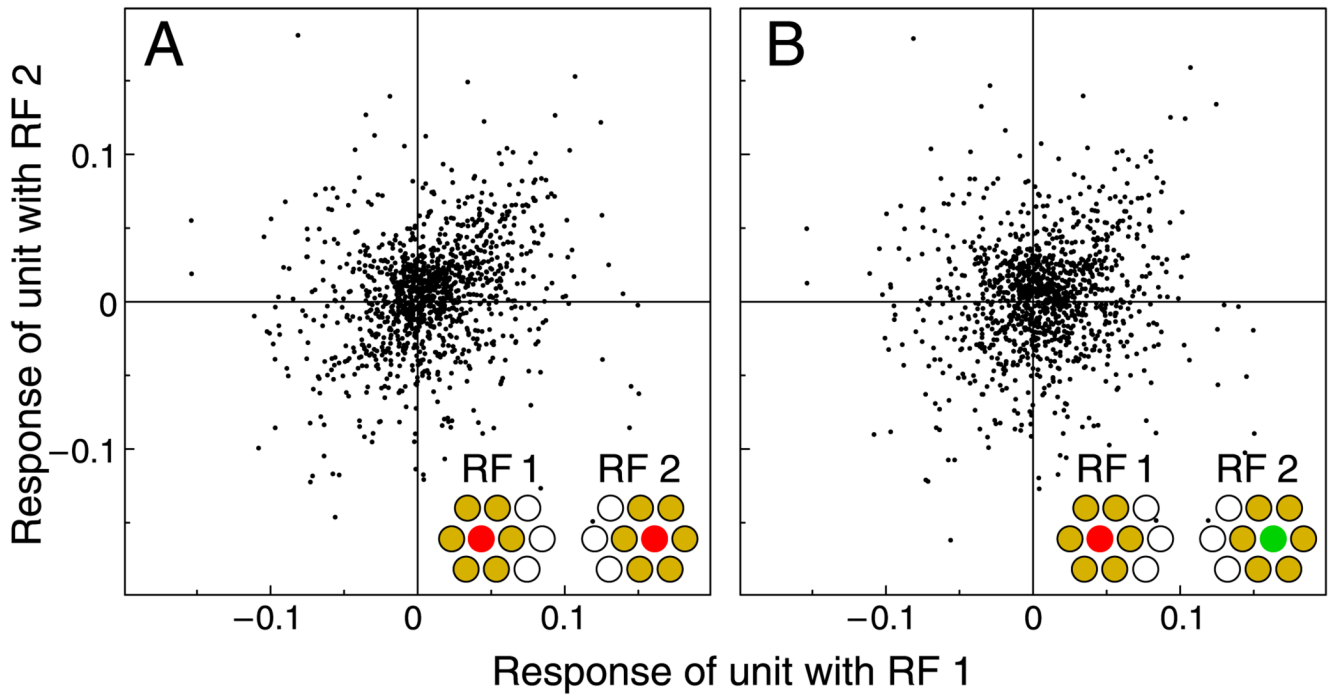 A
B
Response of unit with RF 2
0.1
0
−0.1
RF 1
RF 2
RF 1
RF 2
−0.1
0
0.1
−0.1
0
0.1
Response of unit with RF 1